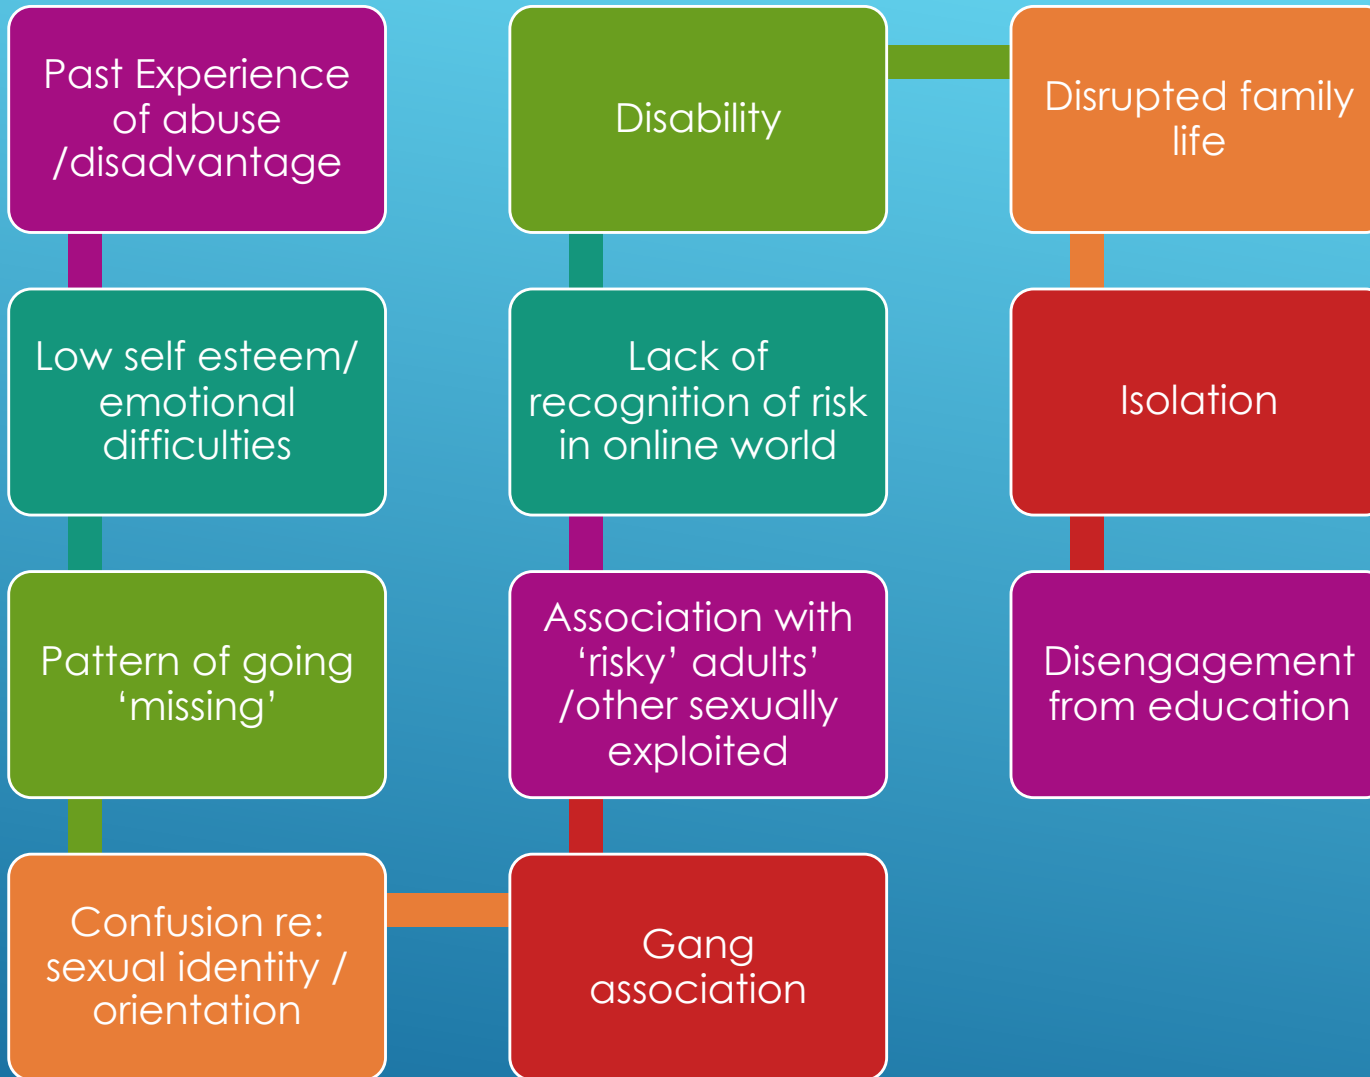 Past Experience
of abuse
/disadvantage
Low self esteem/
emotional
difficulties
Pattern of going
‘missing’
Confusion re:
sexual identity /
orientation
Gang
association
Association with
‘risky’ adults’
/other sexually
exploited
Lack of
recognition of risk
in online world
Disability
Disrupted family
life
Isolation
Disengagement
from education